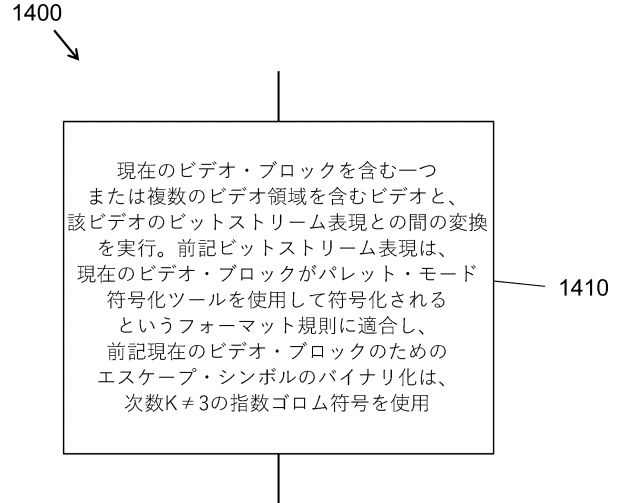 1400
現在のビデオ・ブロックを含む一つ
または複数のビデオ領域を含むビデオと、
該ビデオのビットストリーム表現との間の変換
を実行。前記ビットストリーム表現は、
現在のビデオ・ブロックがパレット・モード
符号化ツールを使用して符号化される
というフォーマット規則に適合し、
前記現在のビデオ・ブロックのための
エスケープ・シンボルのバイナリ化は、
次数K≠3の指数ゴロム符号を使用
1410